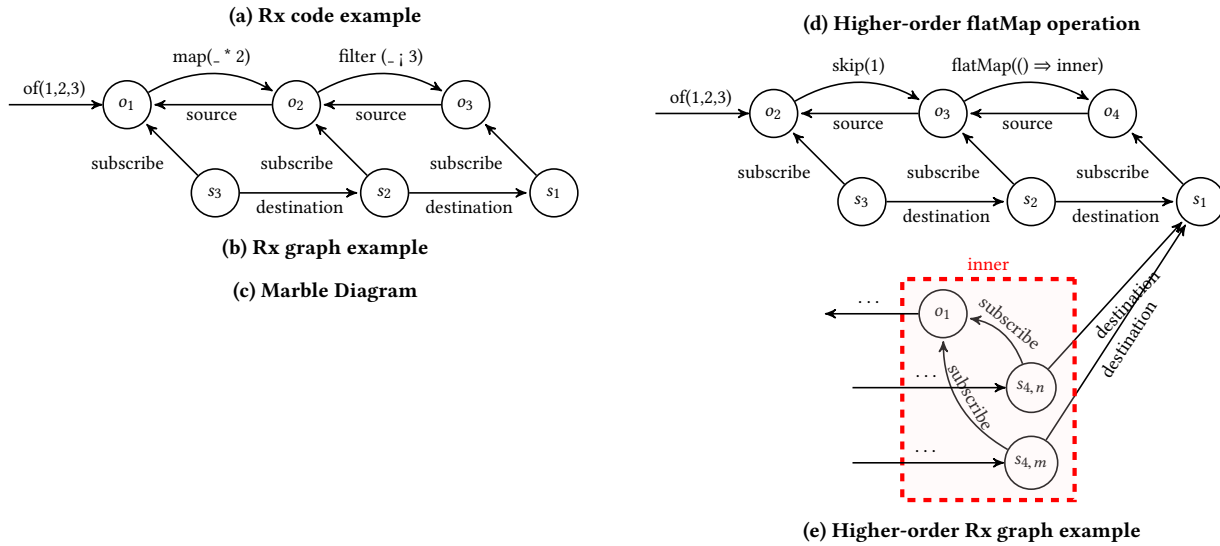 (a) Rx code example
map(_ * 2)
filter (_ ¡ 3)
of(1,2,3)
o1
o2
o3
source
source
subscribe
subscribe
subscribe
s3
s2
s1
destination
destination
(b) Rx graph example
(c) Marble Diagram
(d) Higher-order flatMap operation
skip(1)
flatMap(() ⇒ inner)
of(1,2,3)
o2
o3
o4
source
source
subscribe
subscribe
subscribe
s3
s2
s1
destination
destination
inner
...
o1
subscribe
destination
destination
...
subscribe
s4, n
...
s4, m
(e) Higher-order Rx graph example